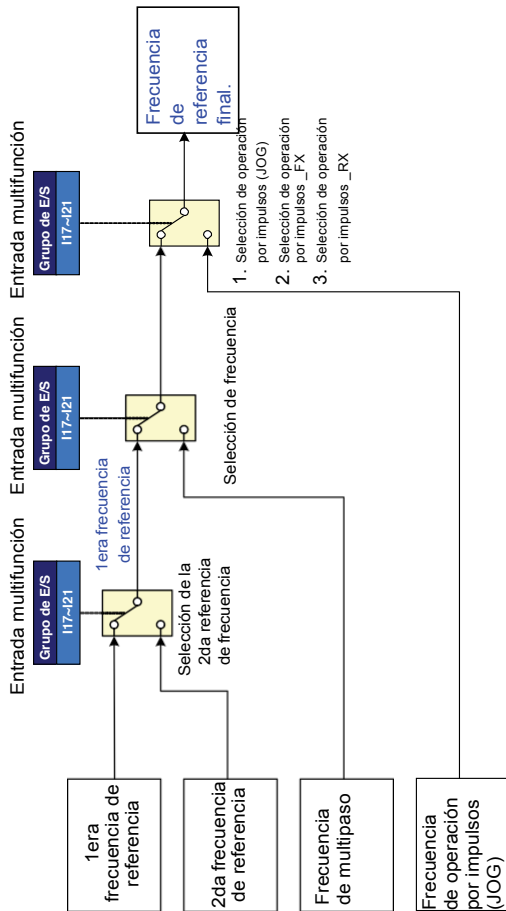 Entrada multifunción
Grupo de E/S
I17~I21
Entrada multifunción
Grupo de E/S
I17~I21
Entrada multifunción
Grupo de E/S
I17~I21
1era
frecuencia de
referencia
2da frecuencia
de referencia
Frecuencia
de multipaso
Frecuencia
de operación
por impulsos
(JOG)
Selección de la
2da referencia
de frecuencia
1era frecuencia
de referencia
Selección de frecuencia
1. Selección de operación
por impulsos (JOG)
2. Selección de operación
por impulsos _FX
3. Selección de operación
por impulsos _RX
Frecuencia
de
referencia
final.